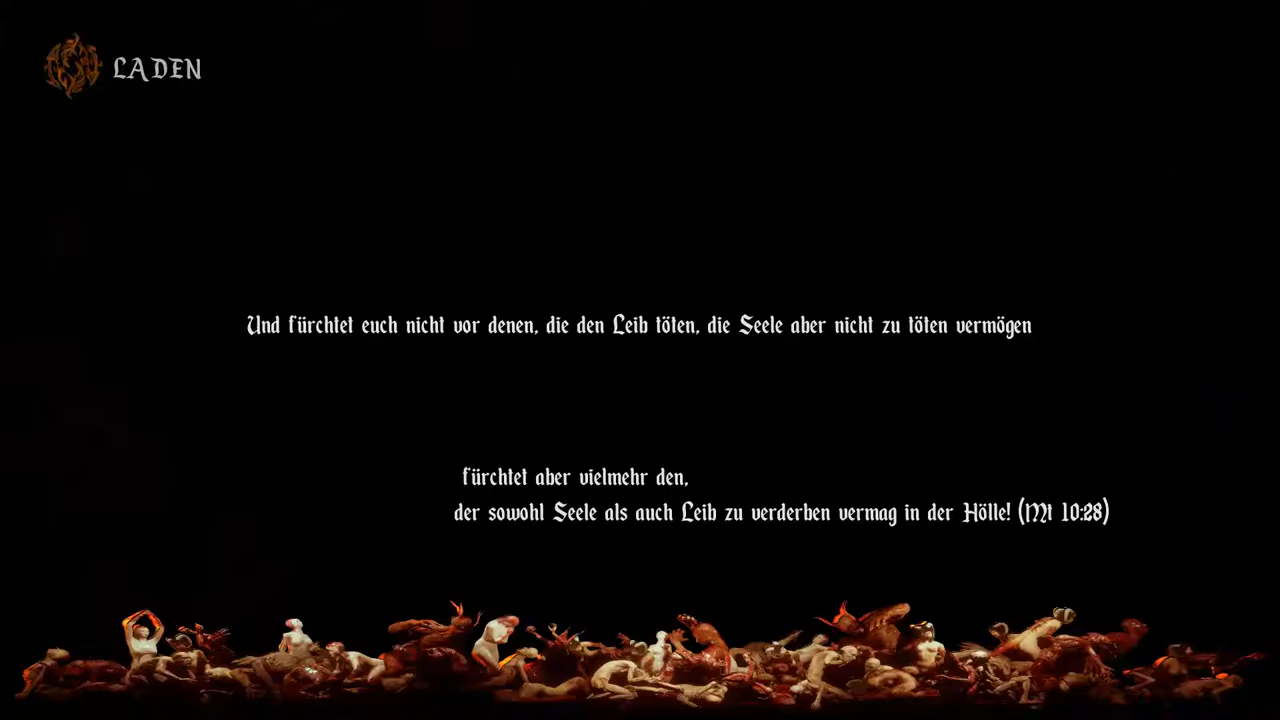 LADEN
Und fürchtet euch nicht vor denen, die den Leib töten, die Seele aber nicht zu töten vermögen
fürchtet aber vielmehr den,
der sowohl Seele als auch Leib zu verderben vermag in der Hölle! (Mt 10:28)